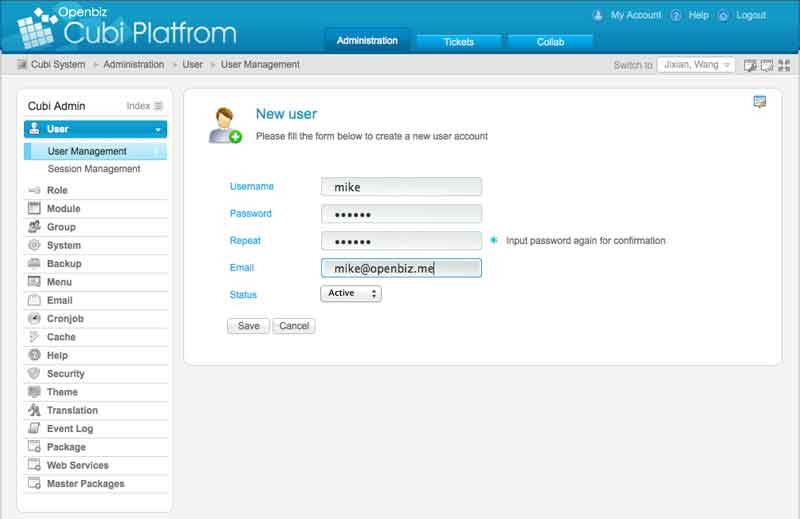 Openbiz
Cubi Platfrom
My Account Help Logout
Administration Tickets Collab
Cubi System Administration User User Management
Switch to Jixian, Wang
Cubi Admin Index
User
User Management
Session Management
Role
Module
Group
System
Backup
Menu
Email
Cronjob
Cache
Help
Security
Theme
Translation
Event Log
Package
Web Services
Master Packages
New user
Please fill the form below to create a new user account
Username mike
Password ••••••
Repeat •••••• * Input password again for confirmation
Email mike@openbiz.me
Status Active
Save Cancel